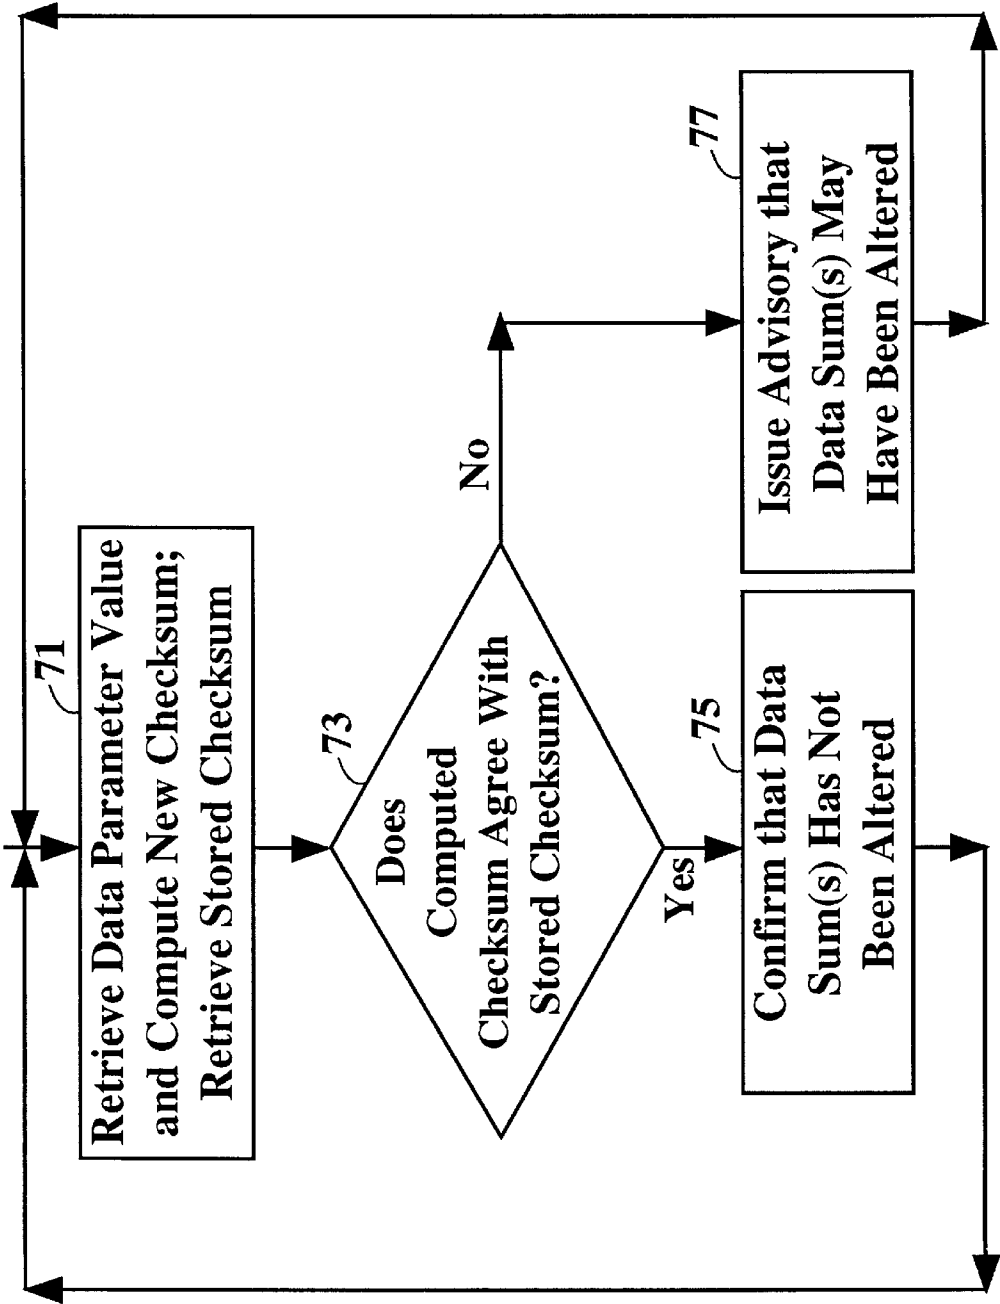 71
Retrieve Data Parameter Value
and Compute New Checksum;
Retrieve Stored Checksum
73
Does
Computed
Checksum Agree With
Stored Checksum?
No
Yes
75
Confirm that Data
Sum(s) Has Not
Been Altered
77
Issue Advisory that
Data Sum(s) May
Have Been Altered